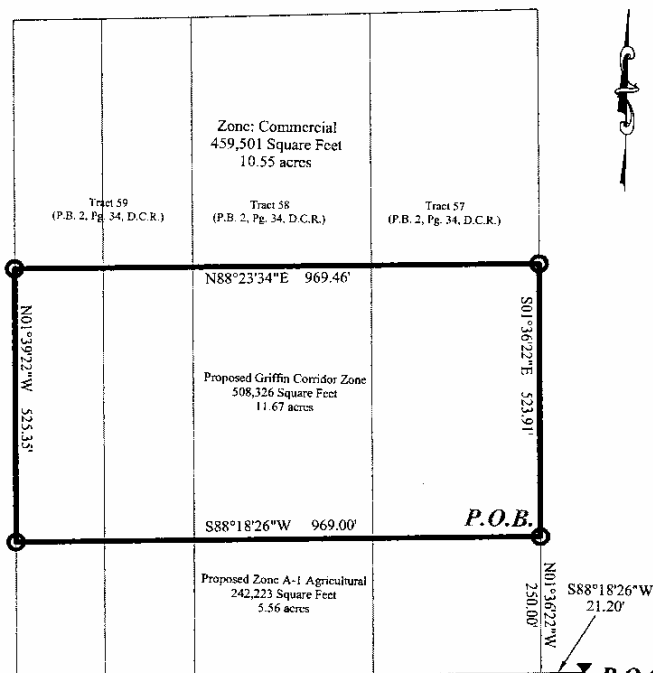 Zone: Commercial
459,501 Square Feet
10.55 acres
Tract 59
(P.B. 2, Pg. 34, D.C.R.)
Tract 58
(P.B. 2, Pg. 34, D.C.R.)
Tract 57
(P.B. 2, Pg. 34, D.C.R.)
N88°23'34"E 969.46'
N01°39'22"W 525.35'
S01°36'22"E 523.91'
Proposed Griffin Corridor Zone
508,326 Square Feet
11.67 acres
S88°18'26"W 969.00'
P.O.B.
Proposed Zone A-1 Agricultural
242,223 Square Feet
5.56 acres
N01°36'22"W
250.00'
S88°18'26"W
21.20'